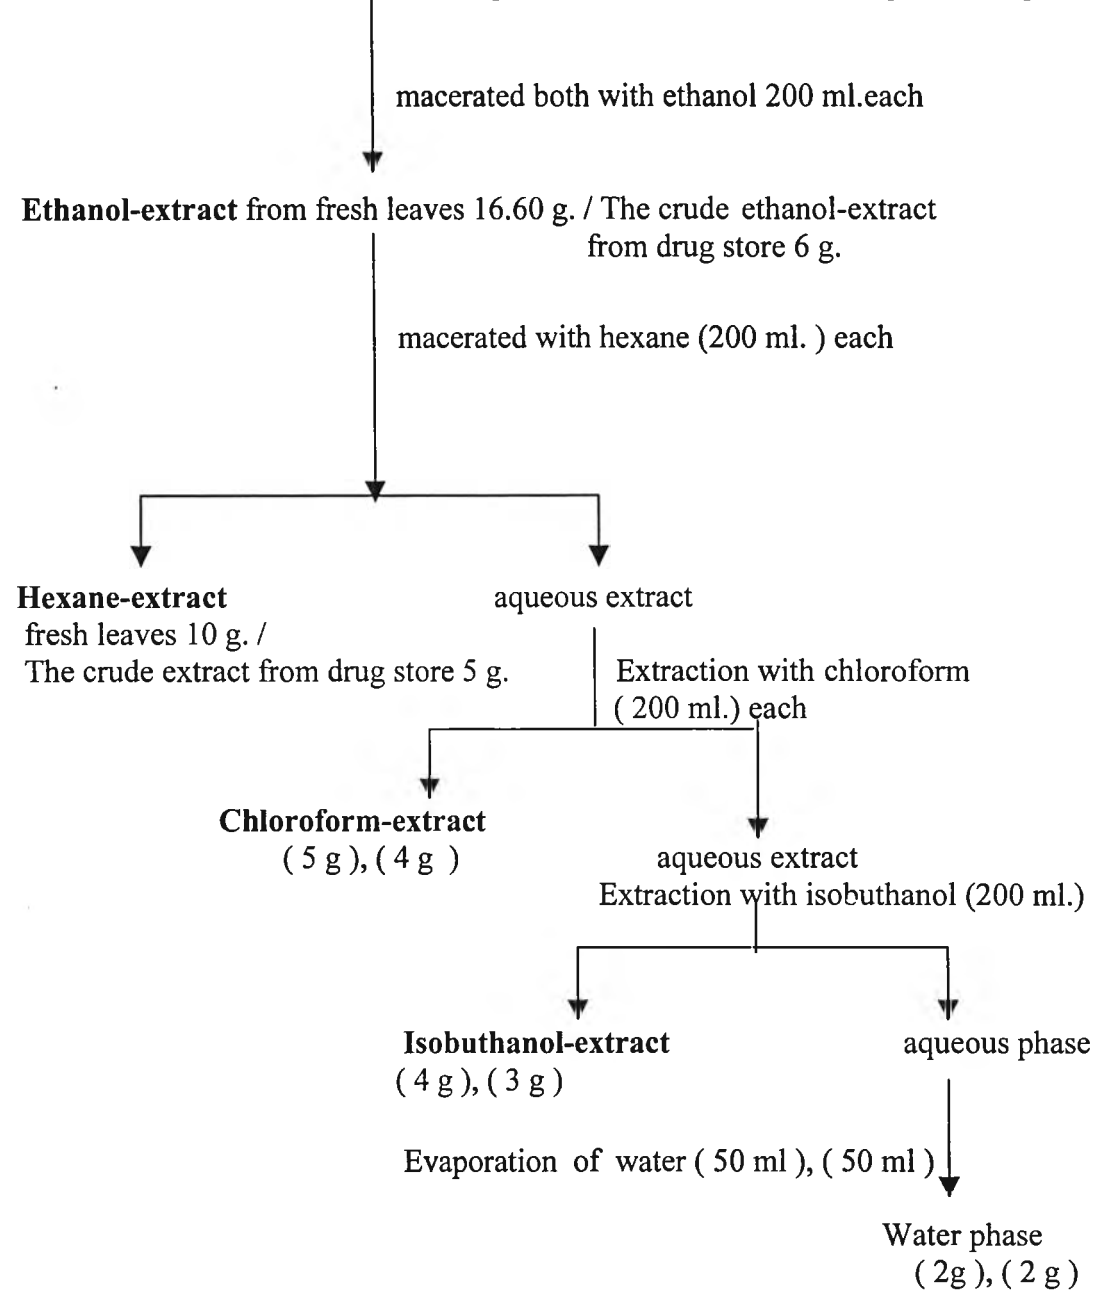 macerated both with ethanol 200 ml.each
Ethanol-extract from fresh leaves 16.60 g. / The crude ethanol-extract
from drug store 6 g.
macerated with hexane (200 ml. ) each
Hexane-extract
fresh leaves 10 g. /
The crude extract from drug store 5 g.
aqueous extract
Extraction with chloroform
( 200 ml.) each
Chloroform-extract
( 5 g ), ( 4 g )
aqueous extract
Extraction with isobuthanol (200 ml.)
Isobuthanol-extract
( 4 g ), ( 3 g )
aqueous phase
Evaporation of water ( 50 ml ), ( 50 ml )
Water phase
( 2g ), ( 2 g )